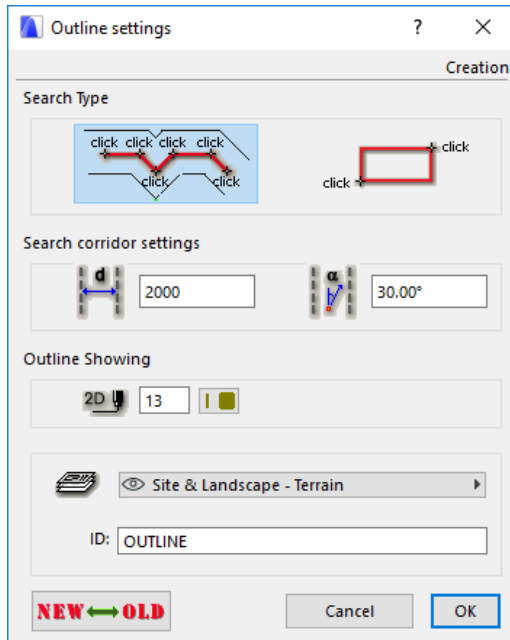 Outline settings ? ×
Creation
Search Type
click click click click
click click
click
click
Search corridor settings
d 2000 α 30.00°
Outline Showing
2D 13
Site & Landscape - Terrain
ID: OUTLINE
NEW OLD Cancel OK